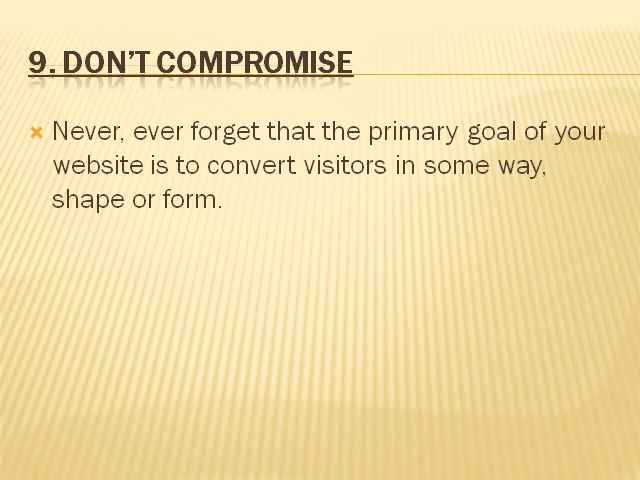 9. DON’T COMPROMISE
Never, ever forget that the primary goal of your
website is to convert visitors in some way,
shape or form.